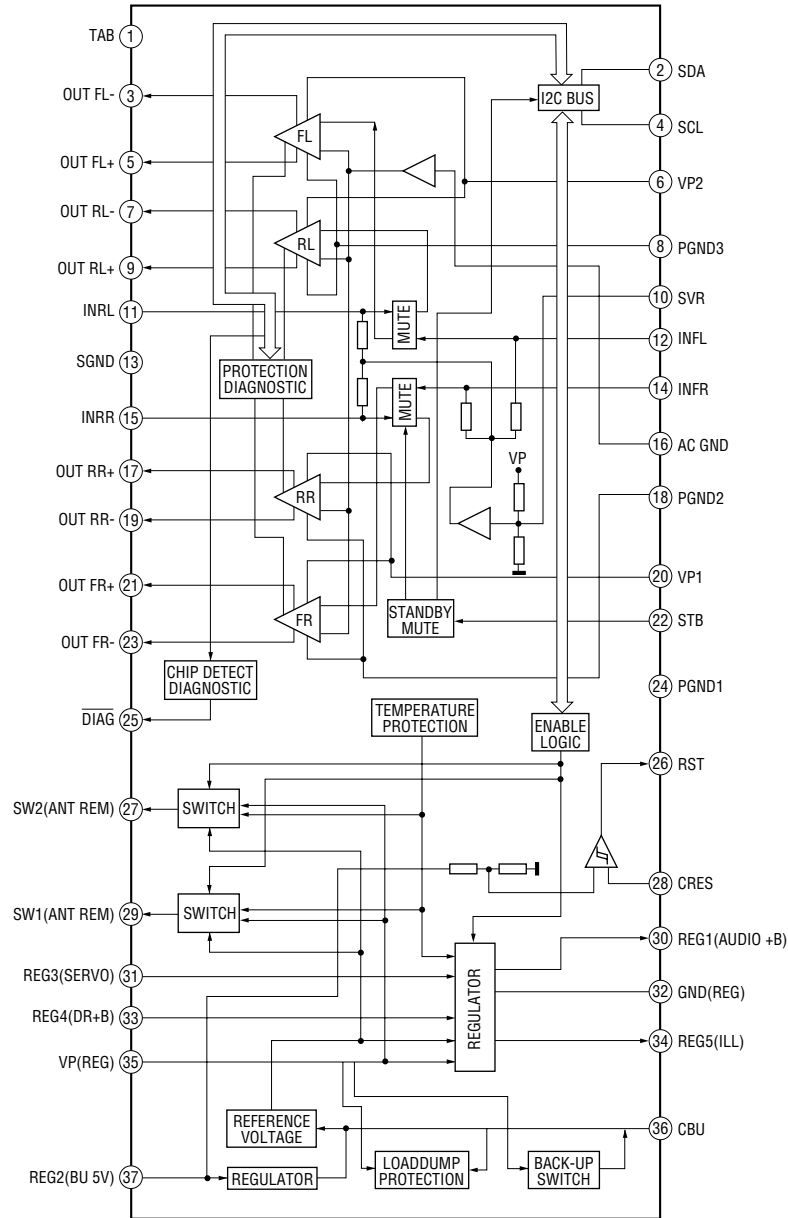 TAB 1
2 SDA
OUT FL- 3
I2C BUS
4 SCL
FL
OUT FL+ 5
6 VP2
OUT RL- 7
RL
8 PGND3
OUT RL+ 9
10 SVR
INRL 11
MUTE
12 INFL
SGND 13
PROTECTION
DIAGNOSTIC
MUTE
14 INFR
INRR 15
16 AC GND
VP
OUT RR+ 17
RR
18 PGND2
OUT RR- 19
20 VP1
OUT FR+ 21
FR
STANDBY
MUTE
22 STB
OUT FR- 23
CHIP DETECT
DIAGNOSTIC
24 PGND1
DIAG 25
TEMPERATURE
PROTECTION
ENABLE
LOGIC
26 RST
SW2(ANT REM) 27
SWITCH
28 CRES
SW1(ANT REM) 29
SWITCH
30 REG1(AUDIO +B)
REG3(SERVO) 31
REGULATOR
32 GND(REG)
REG4(DR+B) 33
34 REG5(ILL)
VP(REG) 35
REFERENCE
VOLTAGE
36 CBU
REG2(BU 5V) 37
REGULATOR
LOADDUMP
PROTECTION
BACK-UP
SWITCH